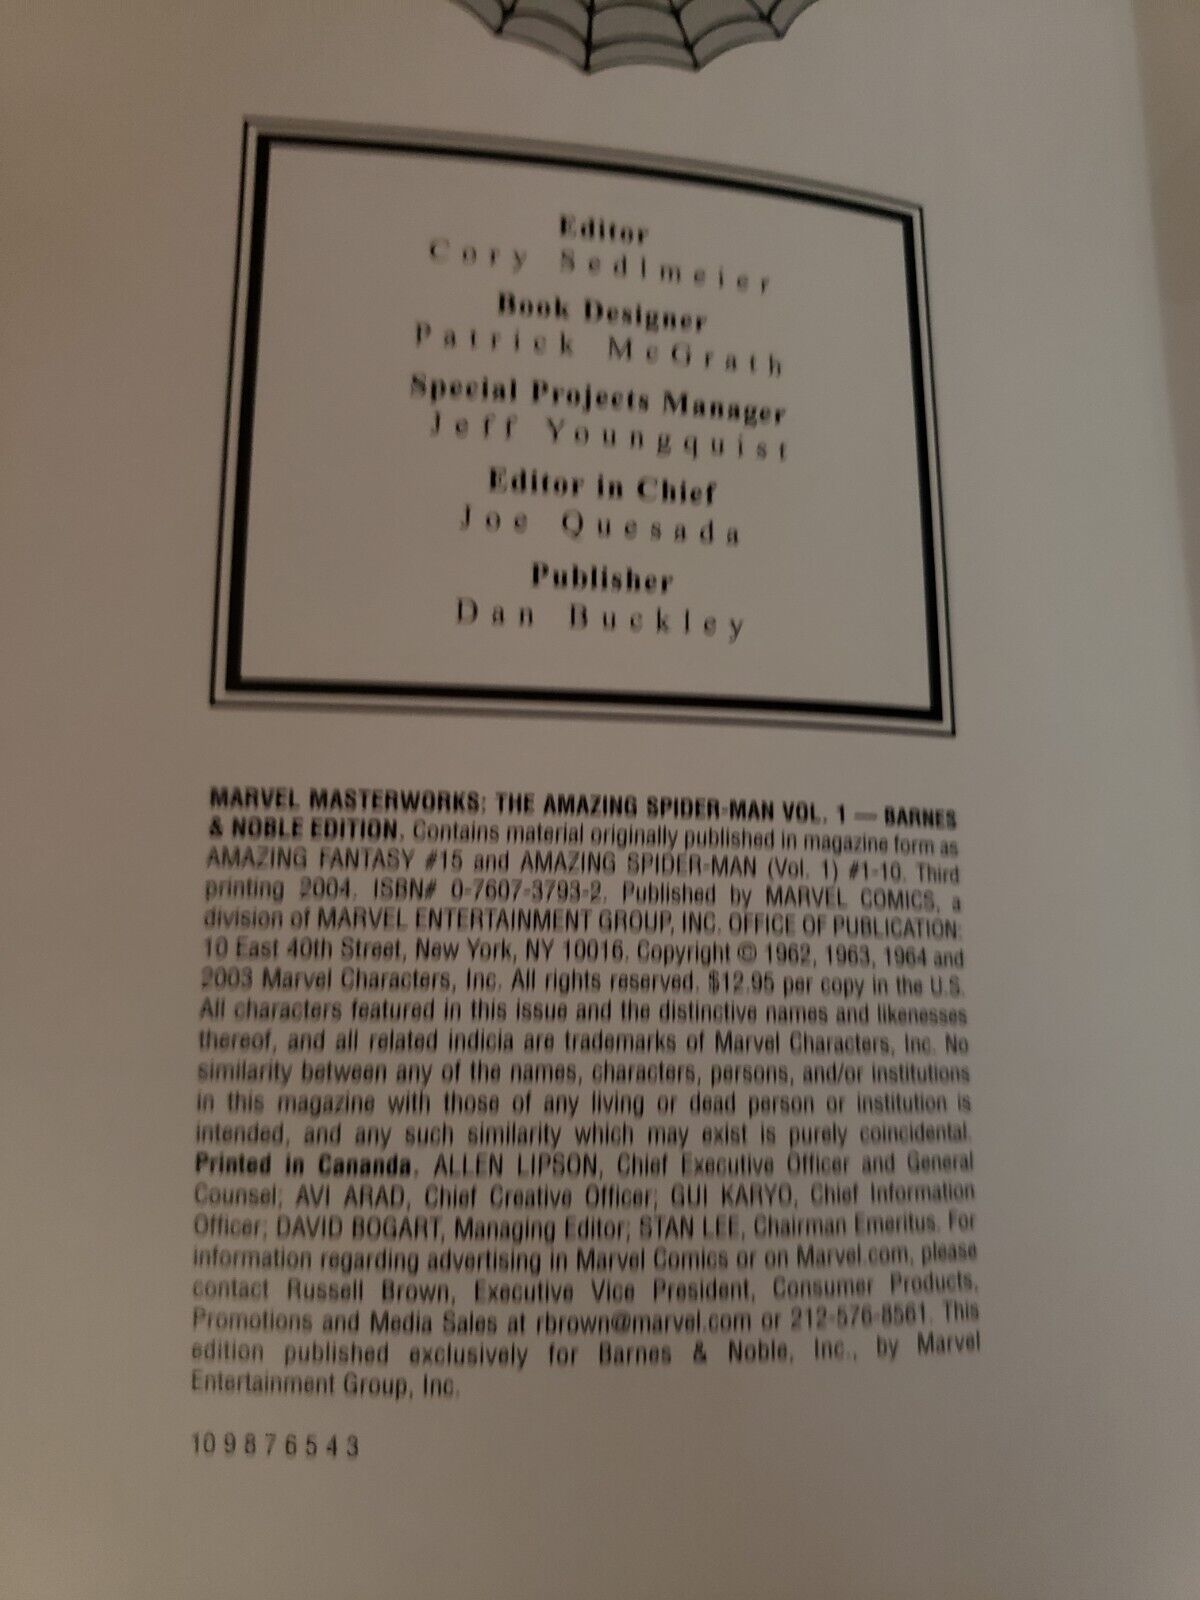 Editor
Cory Sedlmeier
Book Designer
Patrick McGrath
Special Projects Manager
Jeff Youngquist
Editor in Chief
Joe Quesada
Publisher
Dan Buckley
MARVEL MASTERWORKS: THE AMAZING SPIDER-MAN VOL. 1 — BARNES
& NOBLE EDITION. Contains material originally published in magazine form as
AMAZING FANTASY #15 and AMAZING SPIDER-MAN (Vol. 1) #1-10. Third
printing 2004. ISBN# 0-7607-3793-2. Published by MARVEL COMICS, a
division of MARVEL ENTERTAINMENT GROUP, INC. OFFICE OF PUBLICATION:
10 East 40th Street, New York, NY 10016. Copyright © 1962, 1963, 1964 and
2003 Marvel Characters, Inc. All rights reserved. $12.95 per copy in the U.S.
All characters featured in this issue and the distinctive names and likenesses
thereof, and all related indicia are trademarks of Marvel Characters, Inc. No
similarity between any of the names, characters, persons, and/or institutions
in this magazine with those of any living or dead person or institution is
intended, and any such similarity which may exist is purely coincidental.
Printed in Cananda. ALLEN LIPSON, Chief Executive Officer and General
Counsel; AVI ARAD, Chief Creative Officer; GUI KARYO, Chief Information
Officer; DAVID BOGART, Managing Editor; STAN LEE, Chairman Emeritus. For
information regarding advertising in Marvel Comics or on Marvel.com, please
contact Russell Brown, Executive Vice President, Consumer Products,
Promotions and Media Sales at rbrown@marvel.com or 212-576-8561. This
edition published exclusively for Barnes & Noble, Inc., by Marvel
Entertainment Group, Inc.
10 9 8 7 6 5 4 3